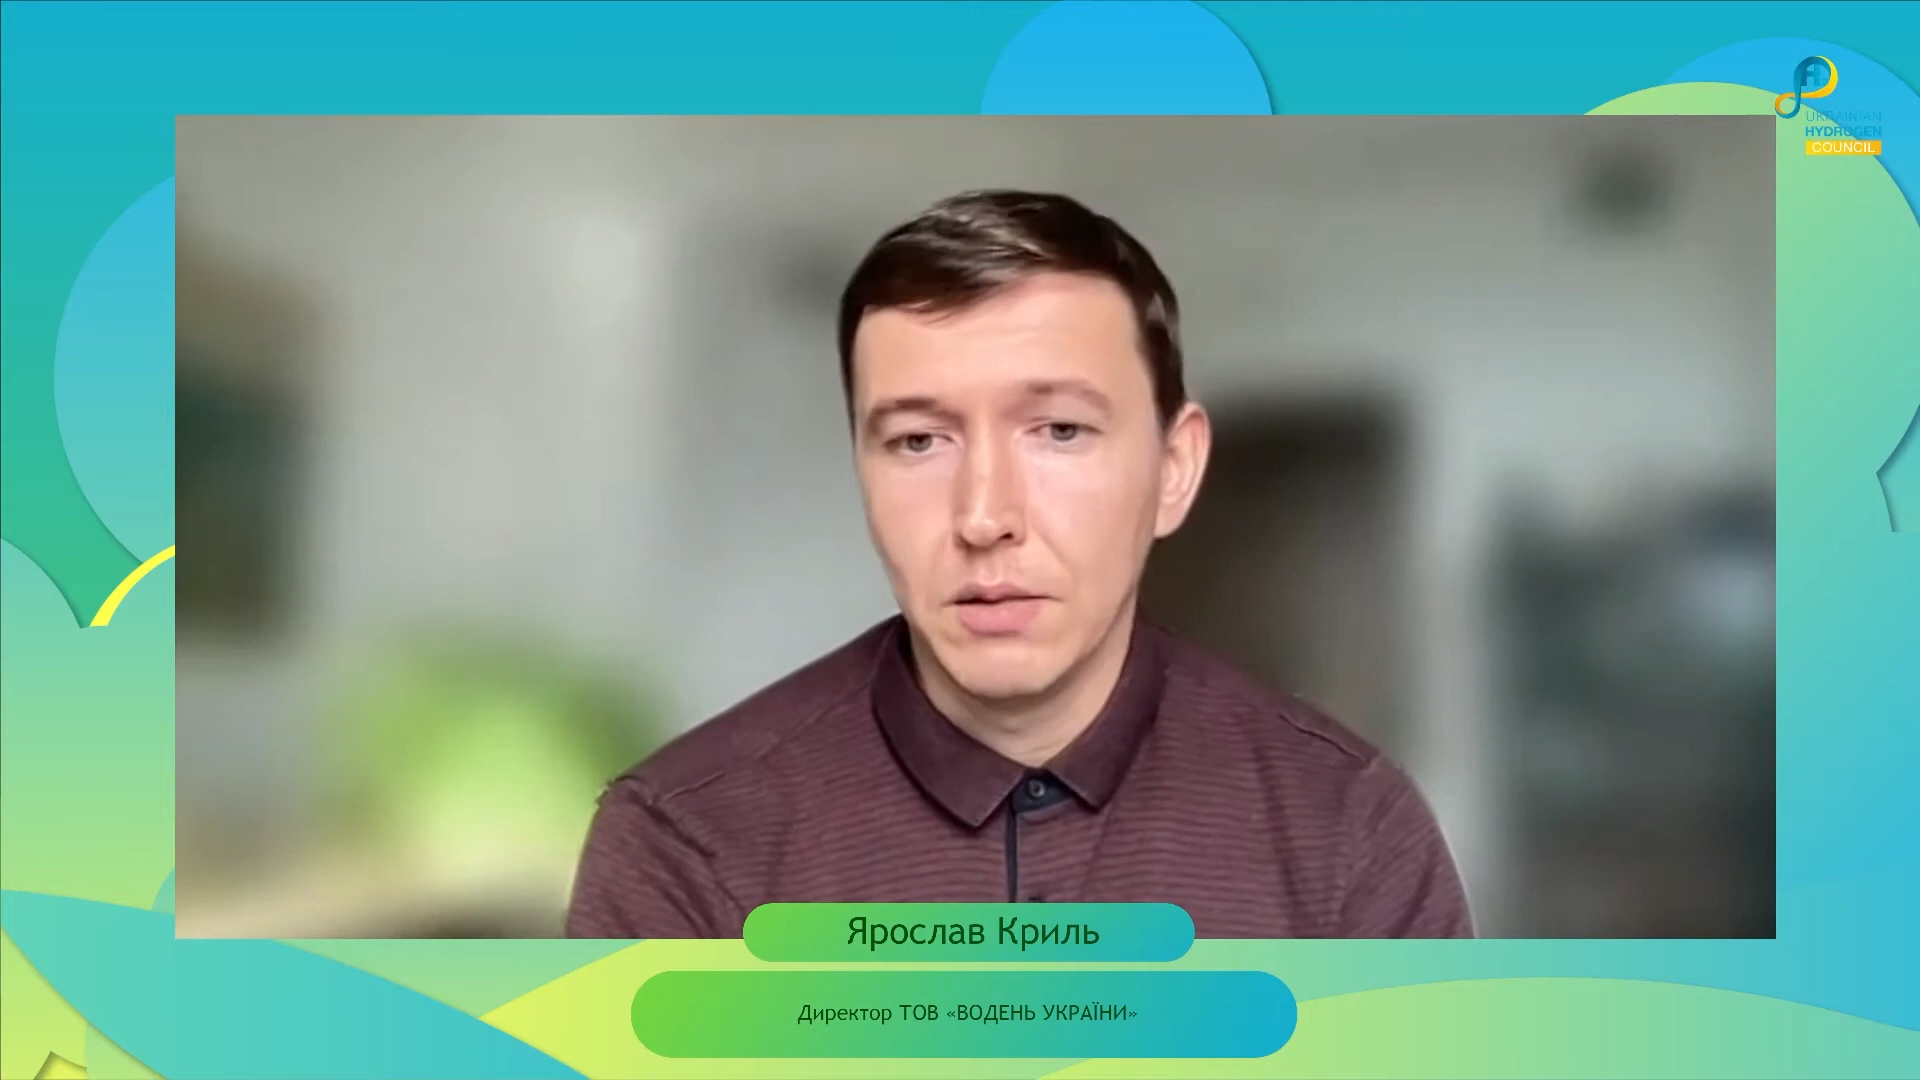 UKRAINIAN
HYDROGEN
COUNCIL
Ярослав Криль
Директор ТОВ «ВОДЕНЬ УКРАЇНИ»